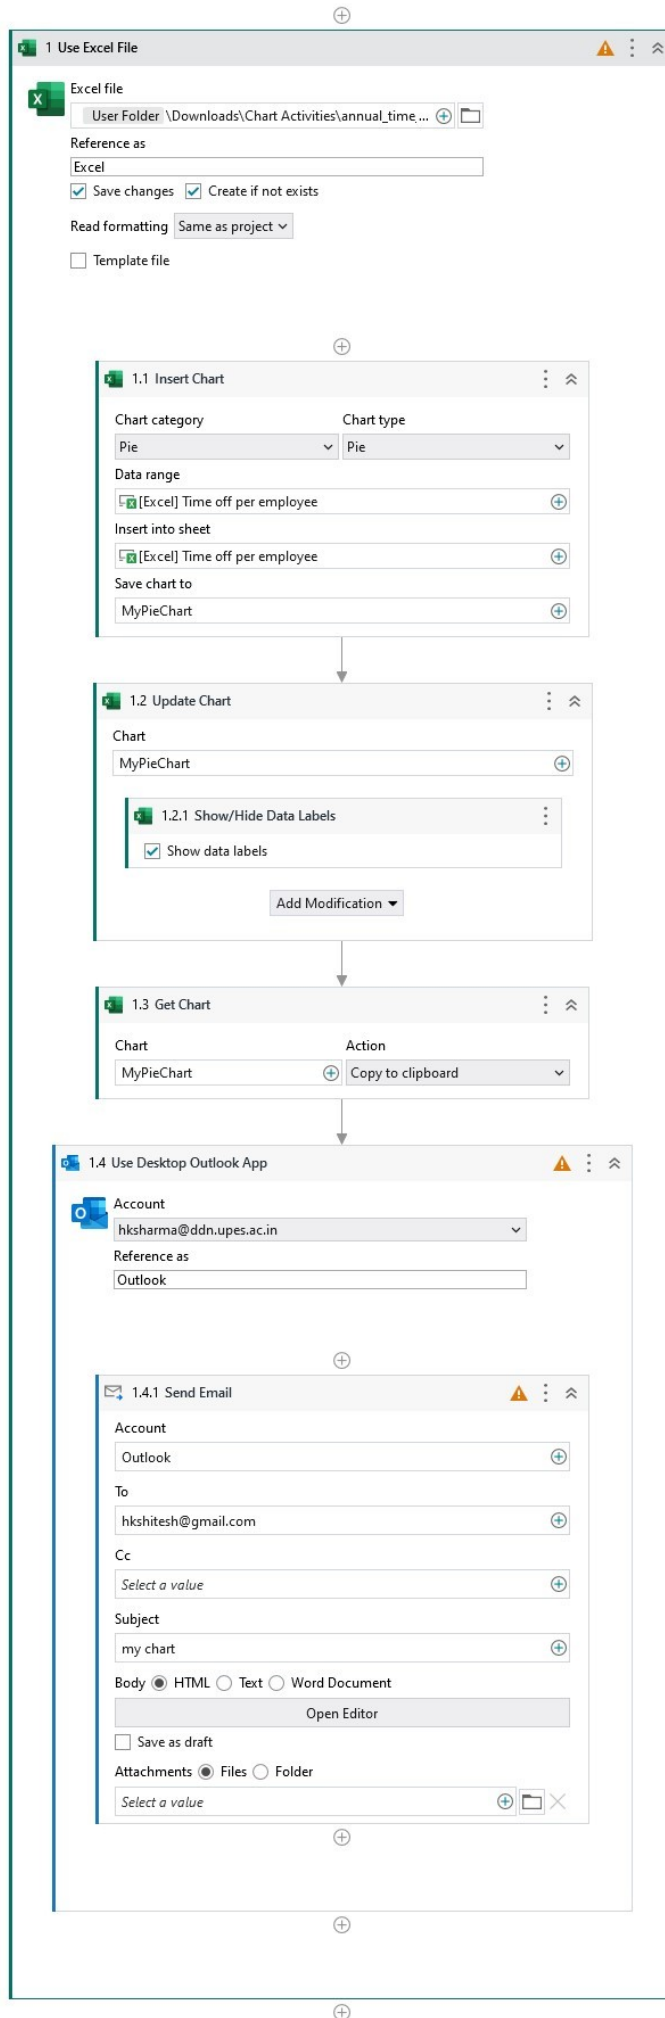 1 Use Excel File
Excel file
User Folder \Downloads\Chart Activities\annual_time_...
Reference as
Excel
Save changes Create if not exists
Read formatting Same as project
Template file
1.1 Insert Chart
Chart category Chart type
Pie Pie
Data range
[Excel] Time off per employee
Insert into sheet
[Excel] Time off per employee
Save chart to
MyPieChart
1.2 Update Chart
Chart
MyPieChart
1.2.1 Show/Hide Data Labels
Show data labels
Add Modification
1.3 Get Chart
Chart Action
MyPieChart Copy to clipboard
1.4 Use Desktop Outlook App
Account
hksharma@ddn.upes.ac.in
Reference as
Outlook
1.4.1 Send Email
Account
Outlook
To
hkshitesh@gmail.com
Cc
Select a value
Subject
my chart
Body HTML Text Word Document
Open Editor
Save as draft
Attachments Files Folder
Select a value